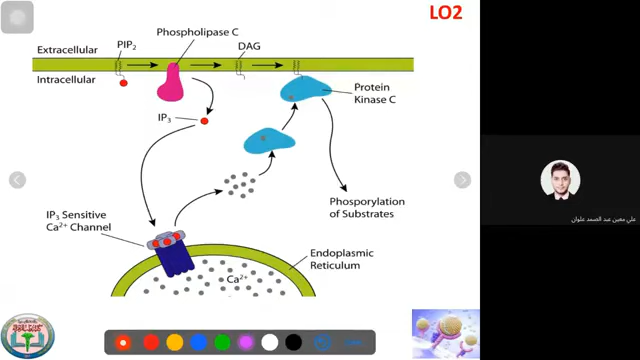 LO2
Phospholipase C
PIP2
DAG
Extracellular
Intracellular
Protein
Kinase C
IP3
Phosporylation
of Substrates
IP3 Sensitive
Ca2+ Channel
Endoplasmic
Reticulum
Ca2+
علي معين عبد الصمد علوان